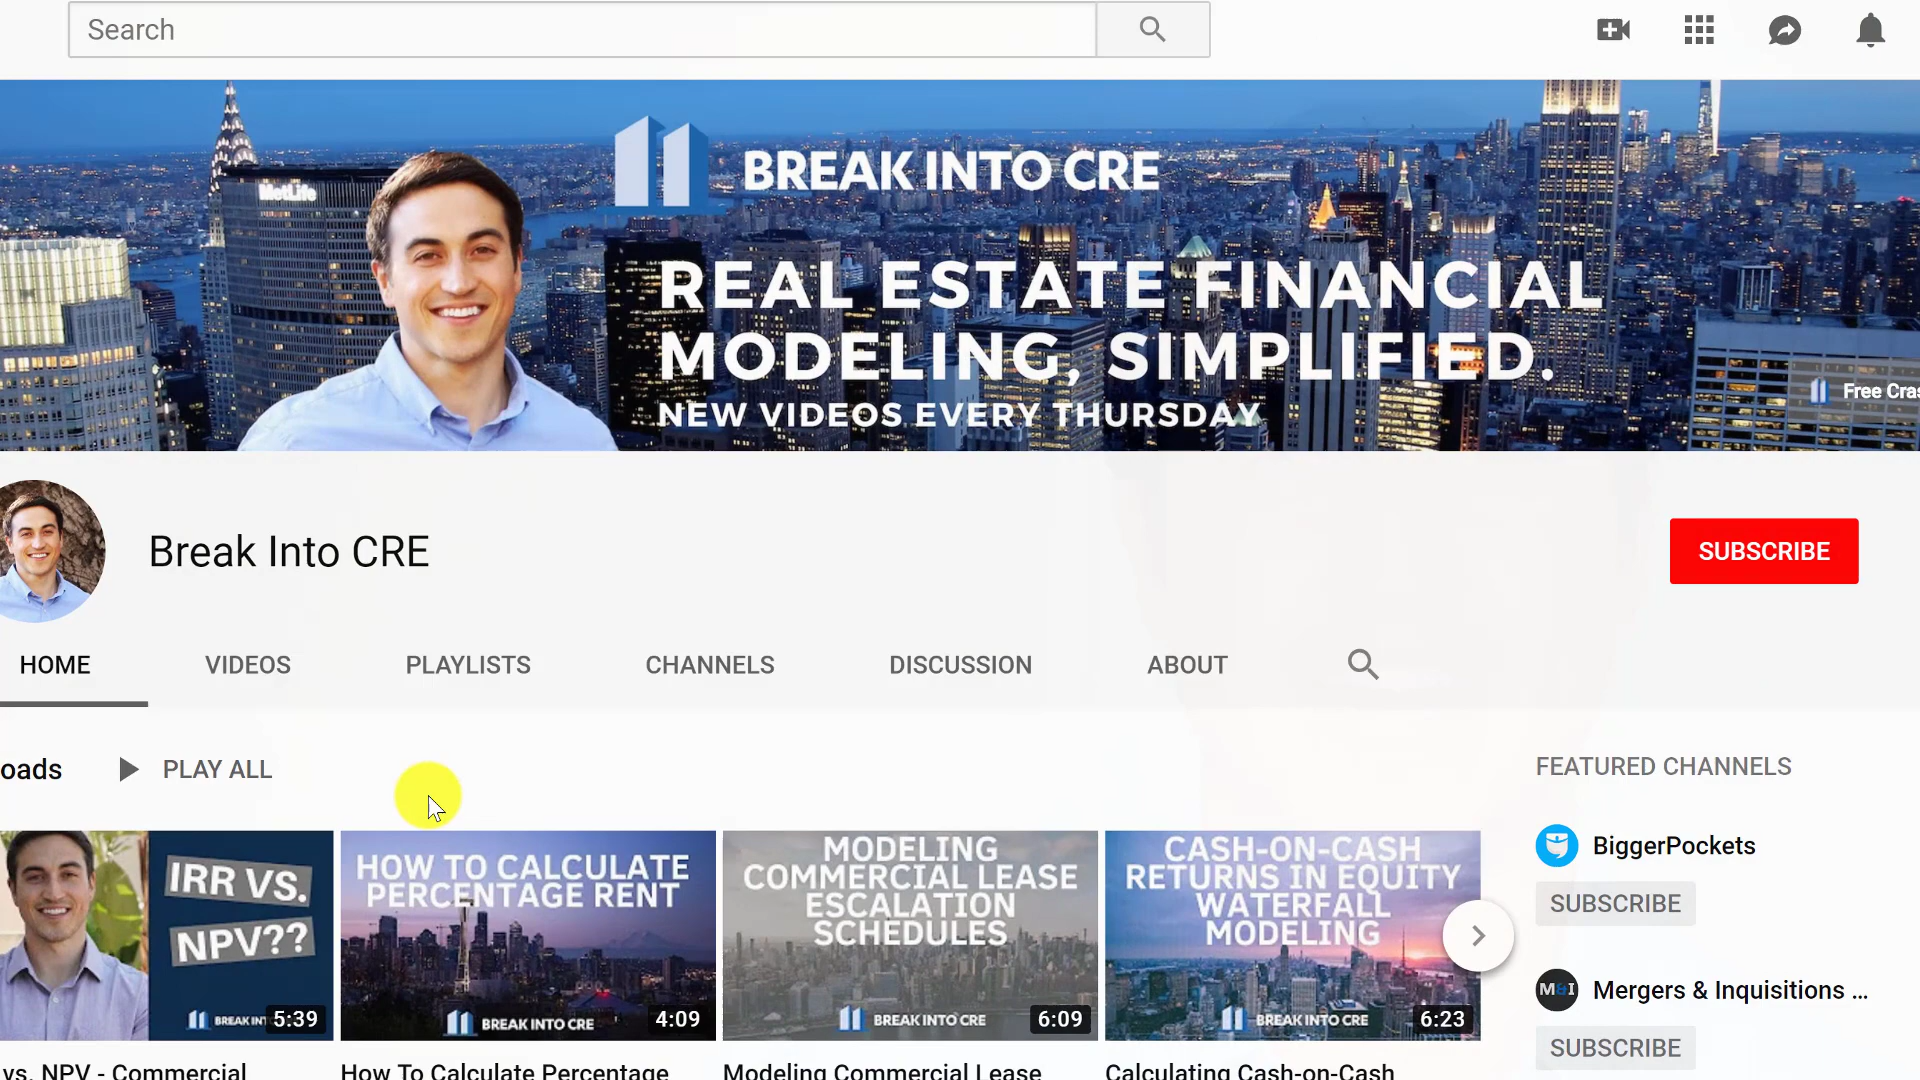 Search
MetLife
BREAK INTO CRE
REAL ESTATE FINANCIAL
MODELING, SIMPLIFIED.
NEW VIDEOS EVERY THURSDAY
Free Cras
Break Into CRE
SUBSCRIBE
HOME
VIDEOS
PLAYLISTS
CHANNELS
DISCUSSION
ABOUT
oads
PLAY ALL
FEATURED CHANNELS
IRR VS.
NPV??
BREAK INT
5:39
HOW TO CALCULATE
PERCENTAGE RENT
BREAK INTO CRE
4:09
MODELING
COMMERCIAL LEASE
ESCALATION
SCHEDULES
BREAK INTO CRE
6:09
CASH-ON-CASH
RETURNS IN EQUITY
WATERFALL
MODELING
BREAK INTO CRE
6:23
BiggerPockets
SUBSCRIBE
M&I
Mergers & Inquisitions ...
SUBSCRIBE
vs. NPV - Commercial
How To Calculate Percentage
Modeling Commercial Lease
Calculating Cash-on-Cash